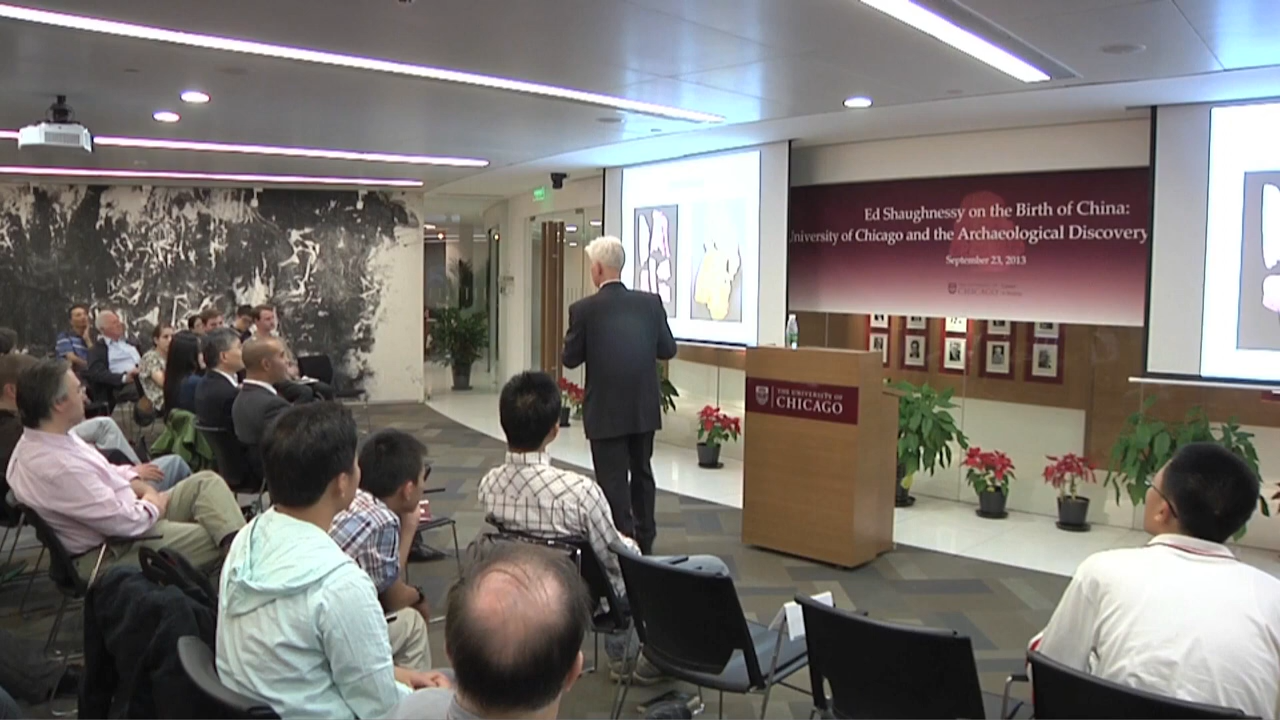 Ed Shaughnessy on the Birth of China:
University of Chicago and the Archaeological Discovery
September 23, 2013
CHICAGO
THE UNIVERSITY OF
CHICAGO